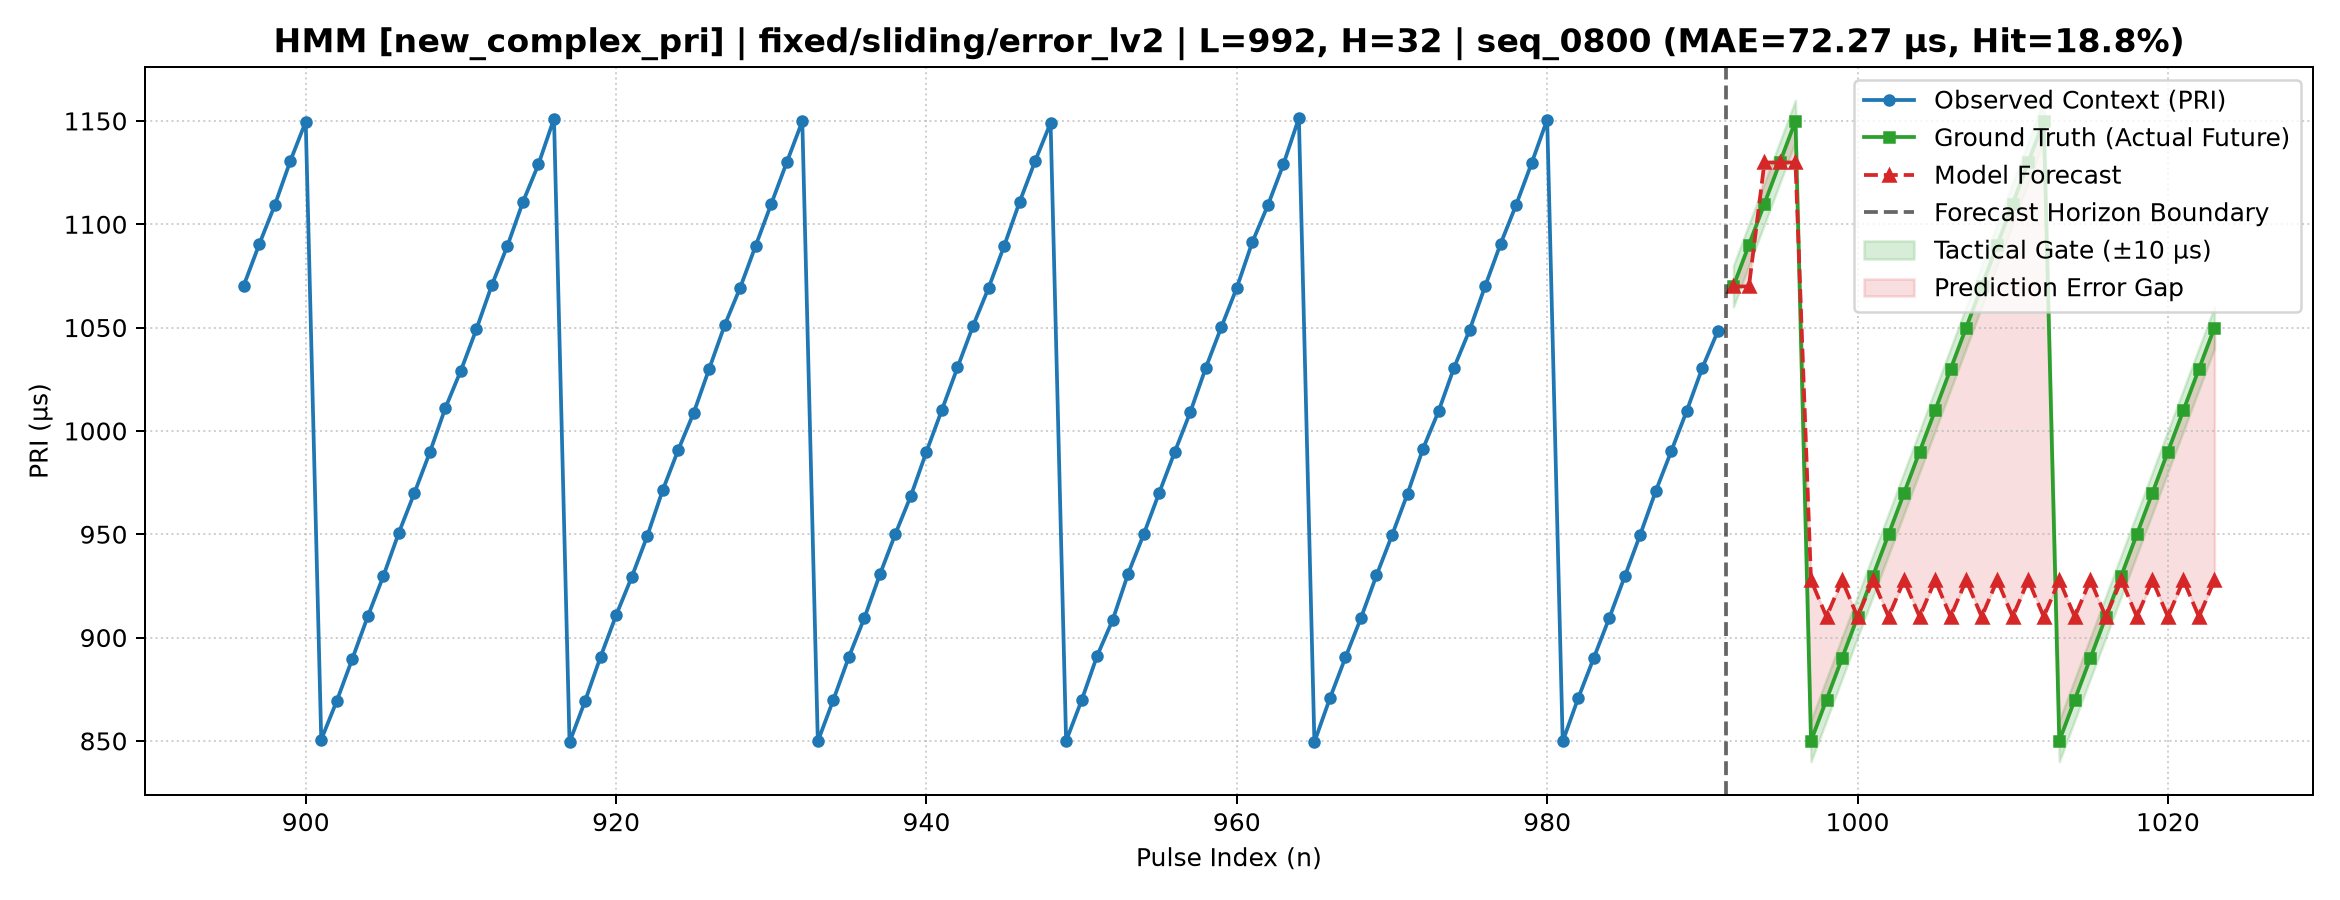 HMM [new_complex_pri] | fixed/sliding/error_lv2 | L=992, H=32 | seq_0800 (MAE=72.27 µs, Hit=18.8%)
Observed Context (PRI)
Ground Truth (Actual Future)
Model Forecast
Forecast Horizon Boundary
Tactical Gate (±10 µs)
Prediction Error Gap
PRI (µs)
1150
1100
1050
1000
950
900
850
900
920
940
960
980
1000
1020
Pulse Index (n)